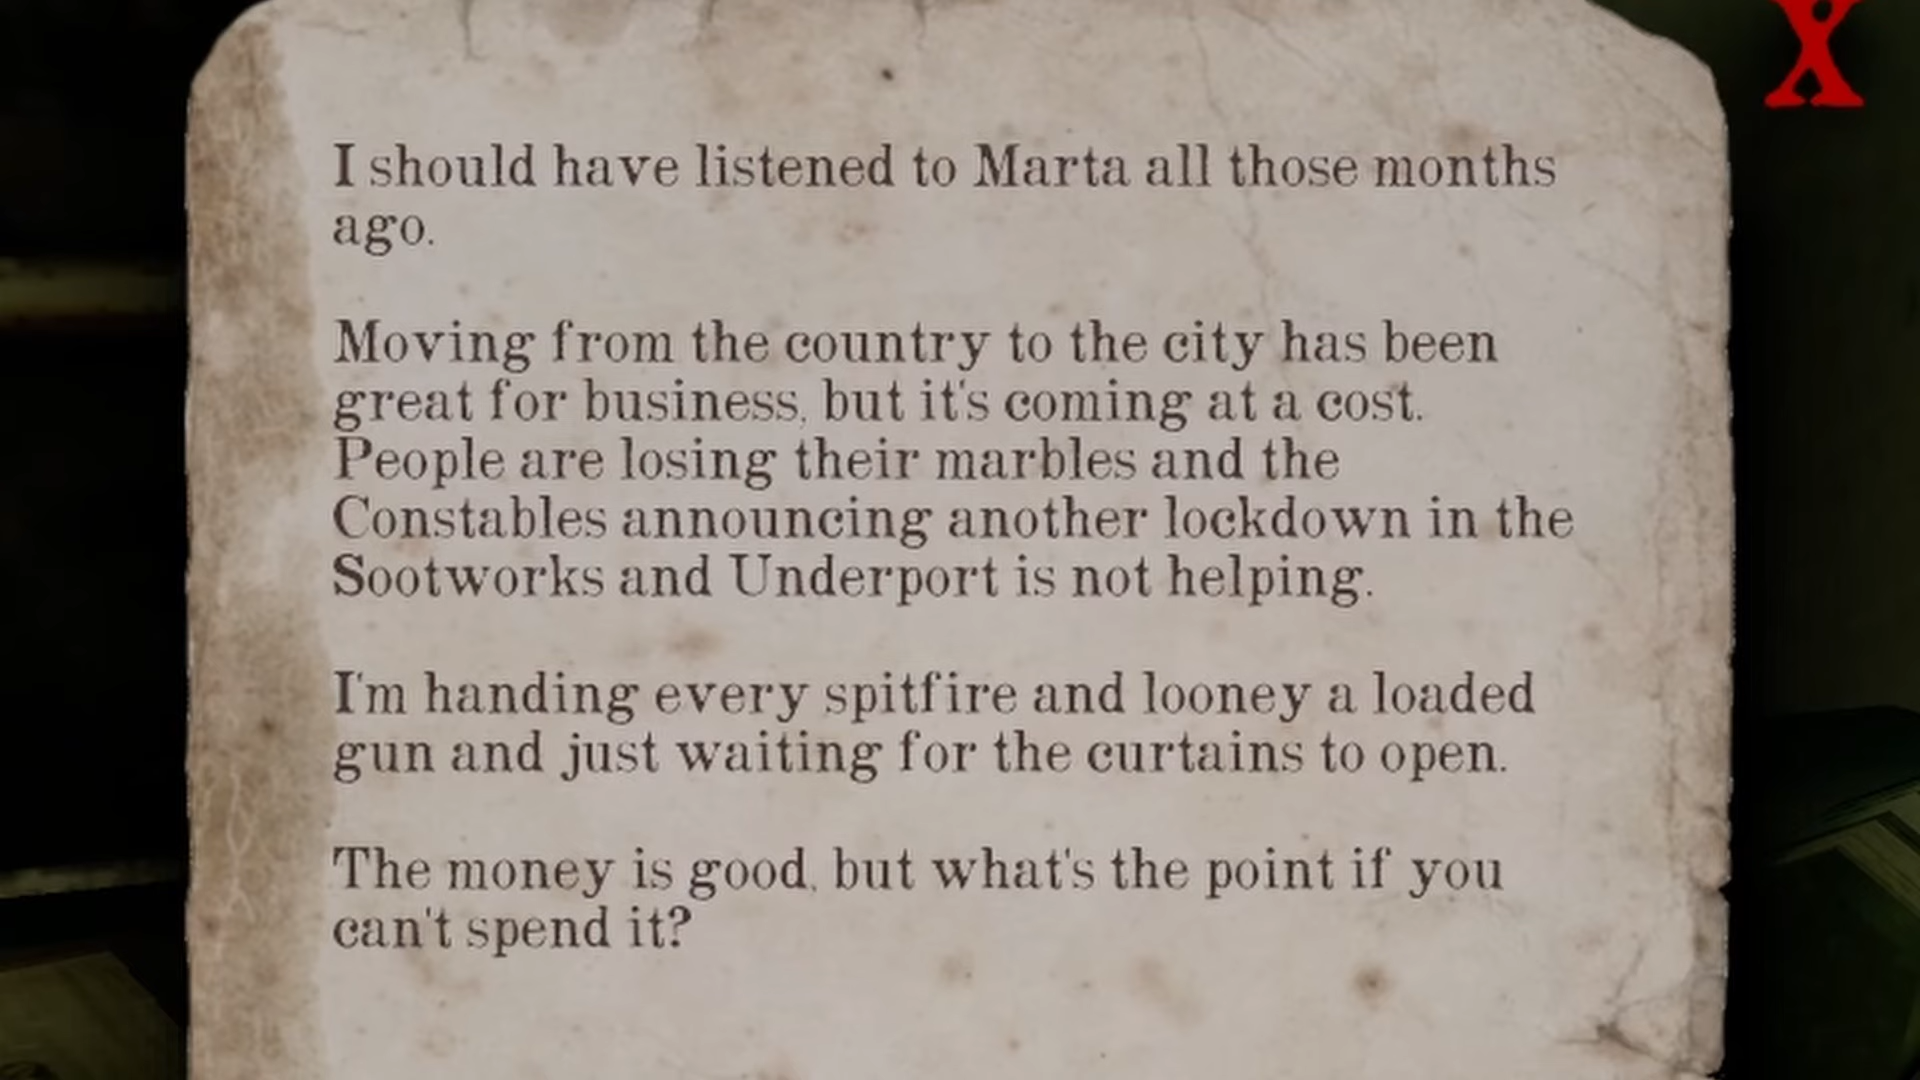 X
I should have listened to Marta all those months
ago.
Moving from the country to the city has been
great for business, but it's coming at a cost.
People are losing their marbles and the
Constables announcing another lockdown in the
Sootworks and Underport is not helping.
I'm handing every spitfire and looney a loaded
gun and just waiting for the curtains to open.
The money is good, but what's the point if you
can't spend it?